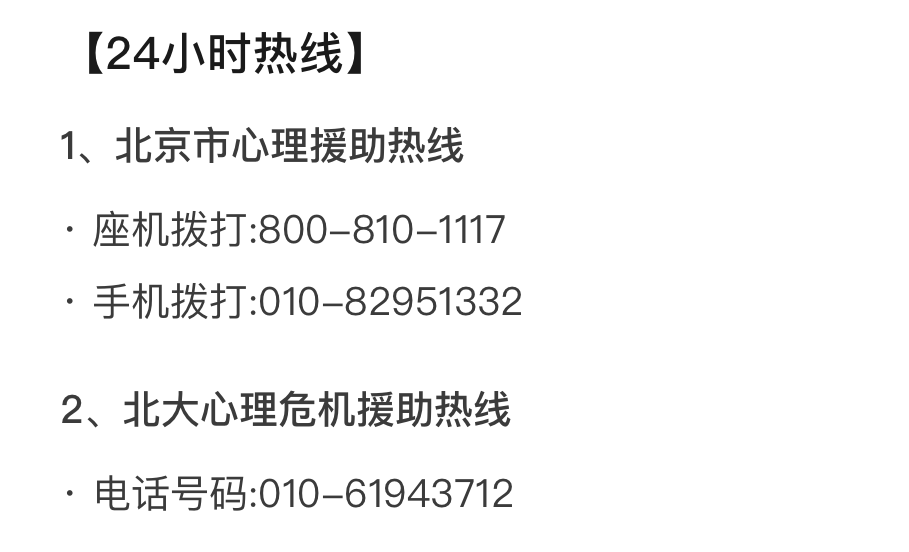 【24小时热线】
1、北京市心理援助热线
· 座机拨打:800-810-1117
· 手机拨打:010-82951332
2、北大心理危机援助热线
· 电话号码:010-61943712